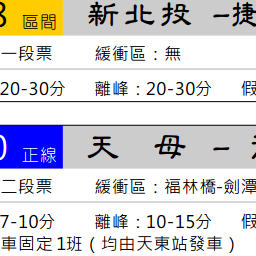 8 區間 新北投 -捷
一段票 緩衝區：無
20-30分 離峰：20-30分 假
0 正線 天 母 -
二段票 緩衝區：福林橋-劍潭
7-10分 離峰：10-15分 假
車固定1班（均由天東站發車）